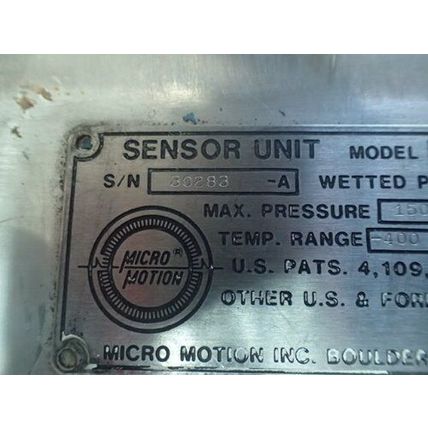 SENSOR UNIT MODEL
S/N 30283 -A WETTED P
MAX. PRESSURE 150
TEMP. RANGE -400
MICRO ®
MOTION
U.S. PATS. 4,109,
OTHER U.S. & FOR
MICRO MOTION INC. BOULDER